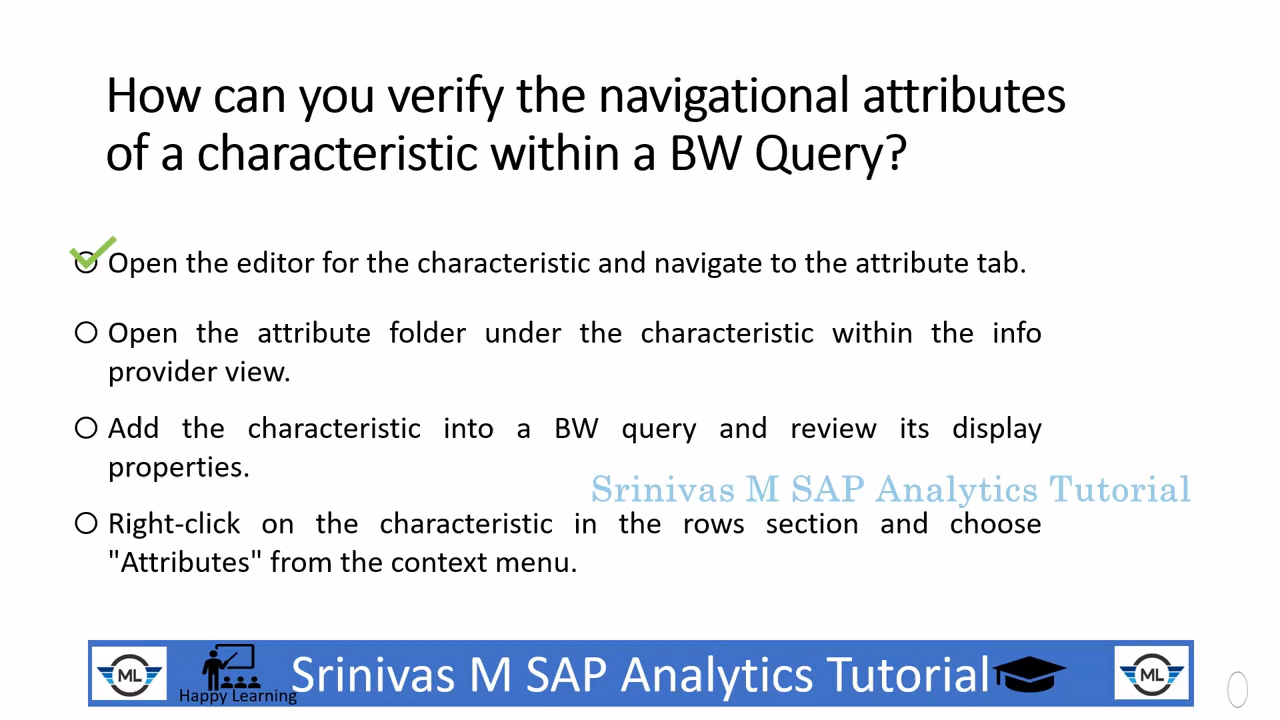 How can you verify the navigational attributes
of a characteristic within a BW Query?
Open the editor for the characteristic and navigate to the attribute tab.
Open the attribute folder under the characteristic within the info
provider view.
Add the characteristic into a BW query and review its display
properties.
Srinivas M SAP Analytics Tutorial
Right-click on the characteristic in the rows section and choose
"Attributes" from the context menu.
ML
Happy Learning
Srinivas M SAP Analytics Tutorial
ML